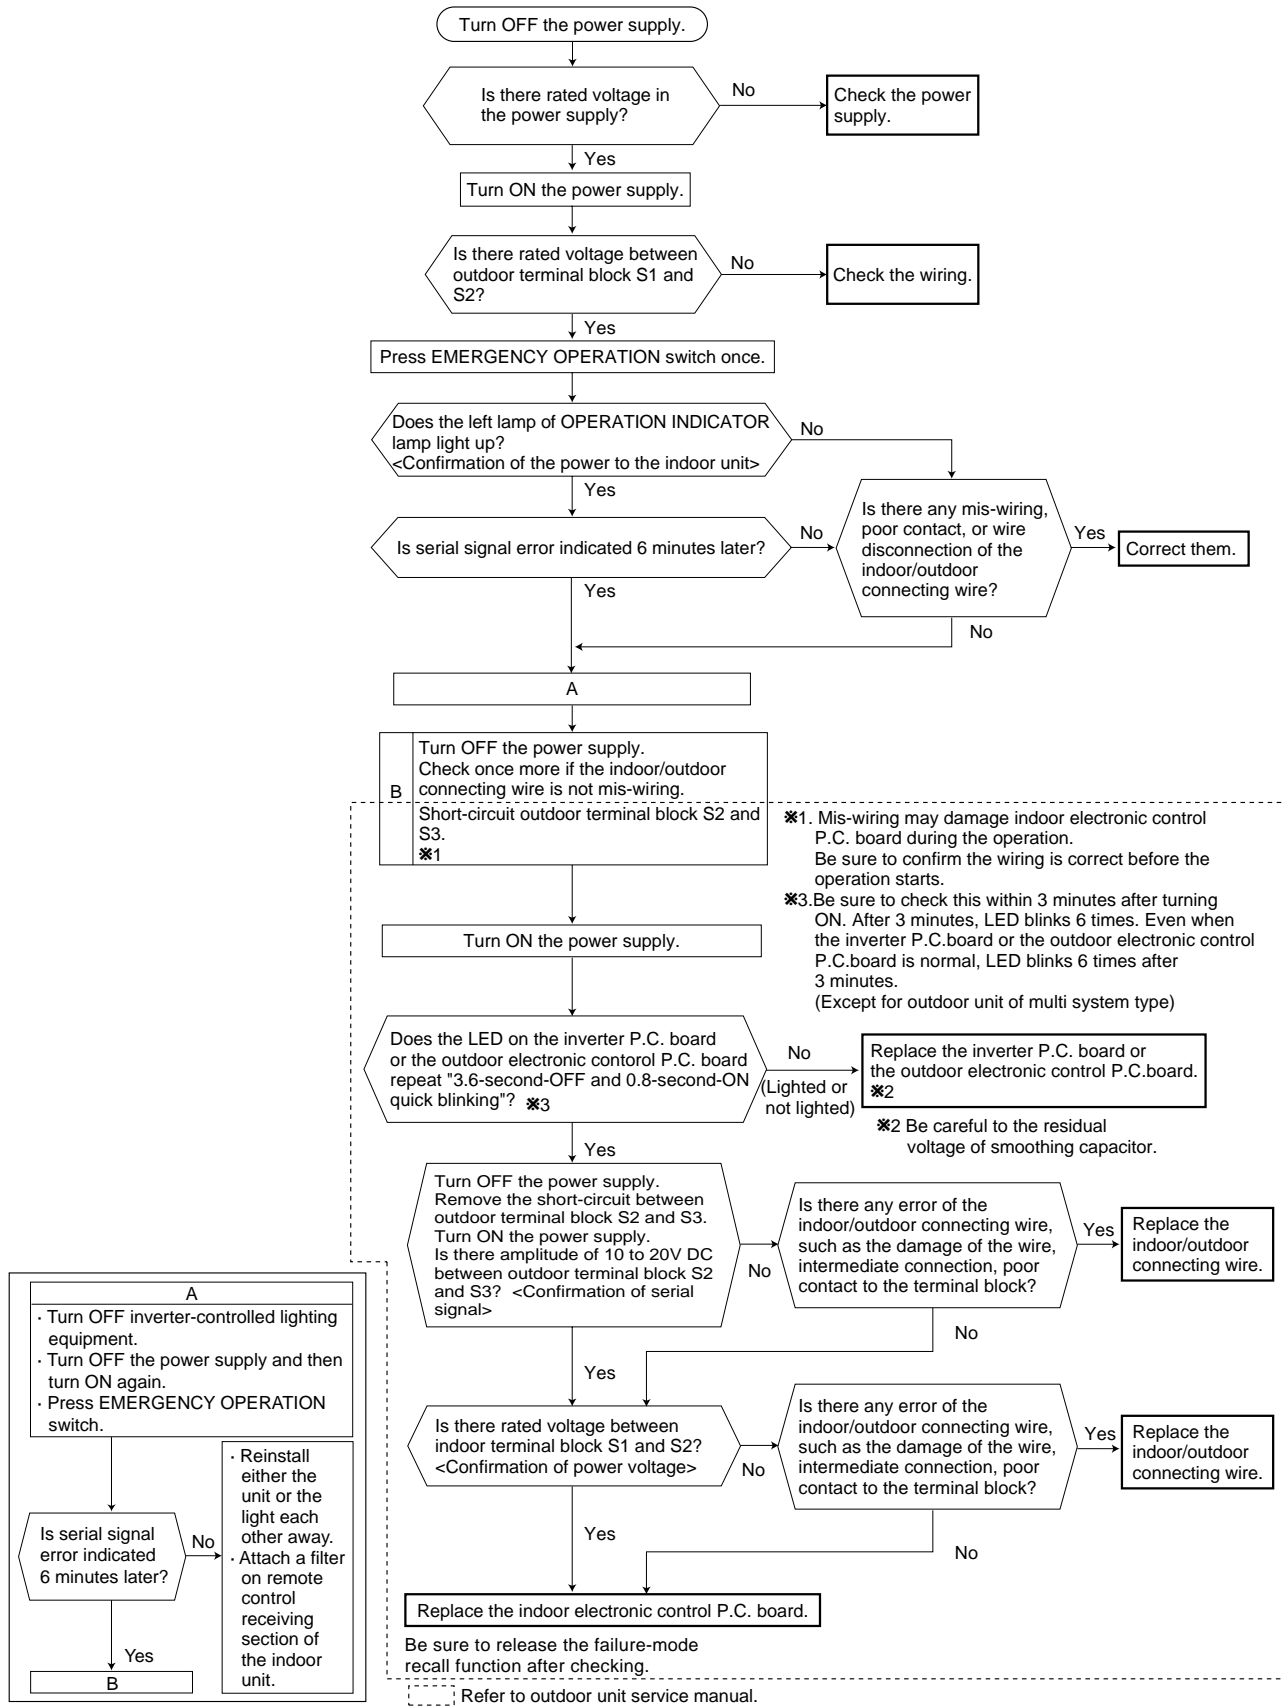 Turn OFF the power supply.
Is there rated voltage in
the power supply?
No
Check the power
supply.
Yes
Turn ON the power supply.
Is there rated voltage between
outdoor terminal block S1 and
S2?
No
Check the wiring.
Yes
Press EMERGENCY OPERATION switch once.
Does the left lamp of OPERATION INDICATOR
lamp light up?
<Confirmation of the power to the indoor unit>
No
Yes
Is serial signal error indicated 6 minutes later?
No
Is there any mis-wiring,
poor contact, or wire
disconnection of the
indoor/outdoor
connecting wire?
Yes
Correct them.
Yes
No
A
B
Turn OFF the power supply.
Check once more if the indoor/outdoor
connecting wire is not mis-wiring.
Short-circuit outdoor terminal block S2 and
S3.
※1
※1. Mis-wiring may damage indoor electronic control
P.C. board during the operation.
Be sure to confirm the wiring is correct before the
operation starts.
※3.Be sure to check this within 3 minutes after turning
ON. After 3 minutes, LED blinks 6 times. Even when
the inverter P.C.board or the outdoor electronic control
P.C.board is normal, LED blinks 6 times after
3 minutes.
(Except for outdoor unit of multi system type)
Turn ON the power supply.
Does the LED on the inverter P.C. board
or the outdoor electronic contorol P.C. board
repeat "3.6-second-OFF and 0.8-second-ON
quick blinking"? ※3
No
(Lighted or
not lighted)
Replace the inverter P.C. board or
the outdoor electronic control P.C.board.
※2
※2 Be careful to the residual
voltage of smoothing capacitor.
Yes
Turn OFF the power supply.
Remove the short-circuit between
outdoor terminal block S2 and S3.
Turn ON the power supply.
Is there amplitude of 10 to 20V DC
between outdoor terminal block S2
and S3? <Confirmation of serial
signal>
No
Is there any error of the
indoor/outdoor connecting wire,
such as the damage of the wire,
intermediate connection, poor
contact to the terminal block?
Yes
Replace the
indoor/outdoor
connecting wire.
No
Yes
Is there rated voltage between
indoor terminal block S1 and S2?
<Confirmation of power voltage>
No
Is there any error of the
indoor/outdoor connecting wire,
such as the damage of the wire,
intermediate connection, poor
contact to the terminal block?
Yes
Replace the
indoor/outdoor
connecting wire.
Yes
No
Replace the indoor electronic control P.C. board.
Be sure to release the failure-mode
recall function after checking.
Refer to outdoor unit service manual.
A
· Turn OFF inverter-controlled lighting
equipment.
· Turn OFF the power supply and then
turn ON again.
· Press EMERGENCY OPERATION
switch.
Is serial signal
error indicated
6 minutes later?
No
· Reinstall
either the
unit or the
light each
other away.
· Attach a filter
on remote
control
receiving
section of
the indoor
unit.
Yes
B